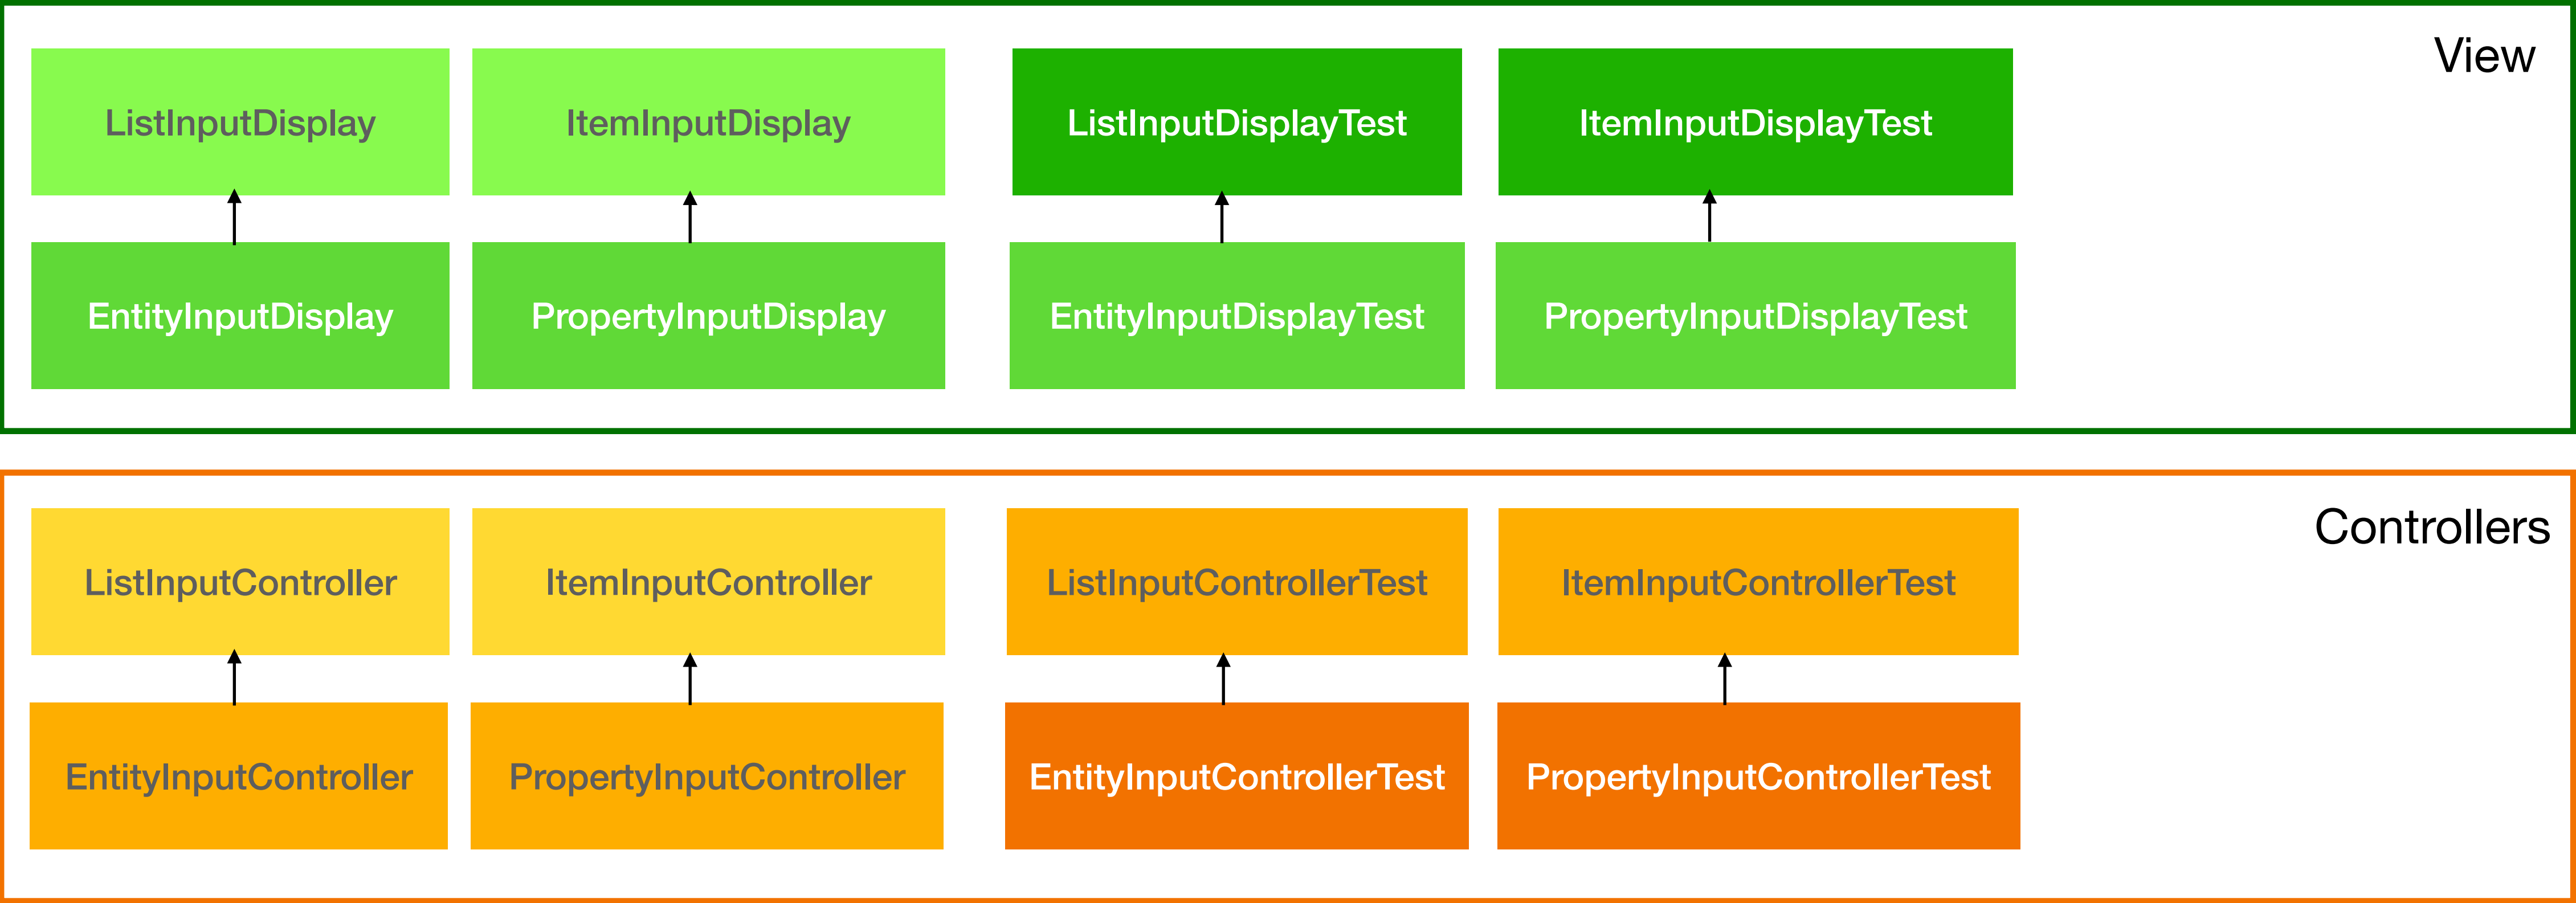 View
ListInputDisplay
ItemInputDisplay
ListInputDisplayTest
ItemInputDisplayTest
EntityInputDisplay
PropertyInputDisplay
EntityInputDisplayTest
PropertyInputDisplayTest
Controllers
ListInputController
ItemInputController
ListInputControllerTest
ItemInputControllerTest
EntityInputController
PropertyInputController
EntityInputControllerTest
PropertyInputControllerTest